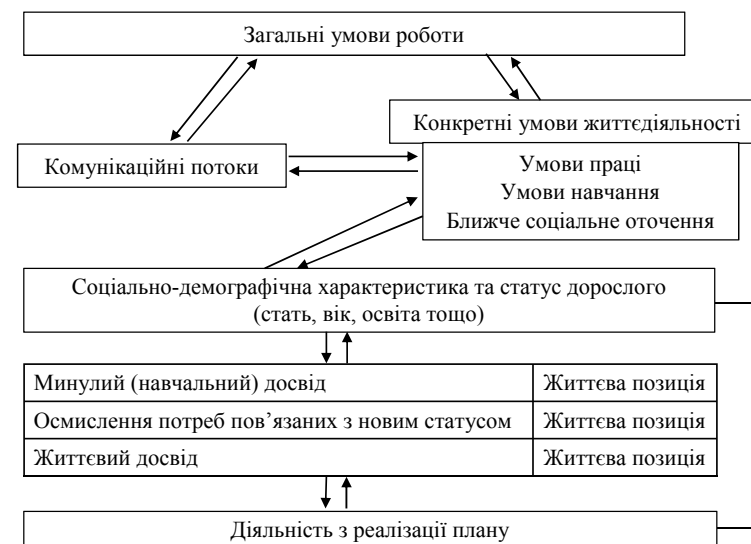 Загальні умови роботи
Конкретні умови життєдіяльності
Комунікаційні потоки
Умови праці
Умови навчання
Ближче соціальне оточення
Соціально-демографічна характеристика та статус дорослого
(стать, вік, освіта тощо)
Минулий (навчальний) досвід Життєва позиція
Осмислення потреб пов’язаних з новим статусом Життєва позиція
Життєвий досвід Життєва позиція
Діяльність з реалізації плану